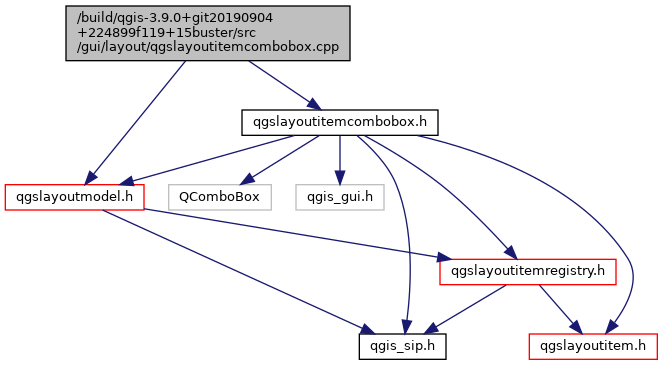 /build/qgis-3.9.0+git20190904
+224899f119+15buster/src
/gui/layout/qgslayoutitemcombobox.cpp
qgslayoutitemcombobox.h
qgslayoutmodel.h
QComboBox
qgis_gui.h
qgslayoutitemregistry.h
qgis_sip.h
qgslayoutitem.h